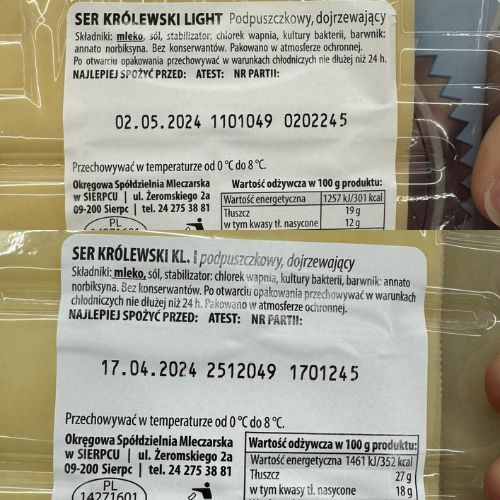 SER KRÓLEWSKI LIGHT Podpuszczkowy, dojrzewający
Składniki: mleko, sól, stabilizator: chlorek wapnia, kultury bakterii, barwnik:
annato norbiksyna. Bez konserwantów. Pakowano w atmosferze ochronnej.
Po otwarciu opakowania przechowywać w warunkach chłodniczych nie dłużej niż 24 h.
NAJLEPIEJ SPOŻYĆ PRZED: ATEST: NR PARTII:
02.05.2024 1101049 0202245
Przechowywać w temperaturze od 0 °C do 8 °C.
Okręgowa Spółdzielnia Mleczarska
w SIERPCU | ul. Żeromskiego 2a
09-200 Sierpc | tel. 24 275 38 81
PL
Wartość odżywcza w 100 g produktu:
Wartość energetyczna 1257 kJ/301 kcal
Tłuszcz 19 g
w tym kwasy tł. nasycone 12 g
SER KRÓLEWSKI KL. I podpuszczkowy, dojrzewający
Składniki: mleko, sól, stabilizator: chlorek wapnia, kultury bakterii, barwnik: annato
norbiksyna. Bez konserwantów. Po otwarciu opakowania przechowywać w warunkach
chłodniczych nie dłużej niż 24 h. Pakowano w atmosferze ochronnej.
NAJLEPIEJ SPOŻYĆ PRZED: ATEST: NR PARTII:
17.04.2024 2512049 1701245
Przechowywać w temperaturze od 0 °C do 8 °C.
Okręgowa Spółdzielnia Mleczarska
w SIERPCU | ul. Żeromskiego 2a
09-200 Sierpc | tel. 24 275 38 81
PL
14271601
Wartość odżywcza w 100 g produktu:
Wartość energetyczna 1461 kJ/352 kcal
Tłuszcz 27 g
w tym kwasy tł. nasycone 18 g